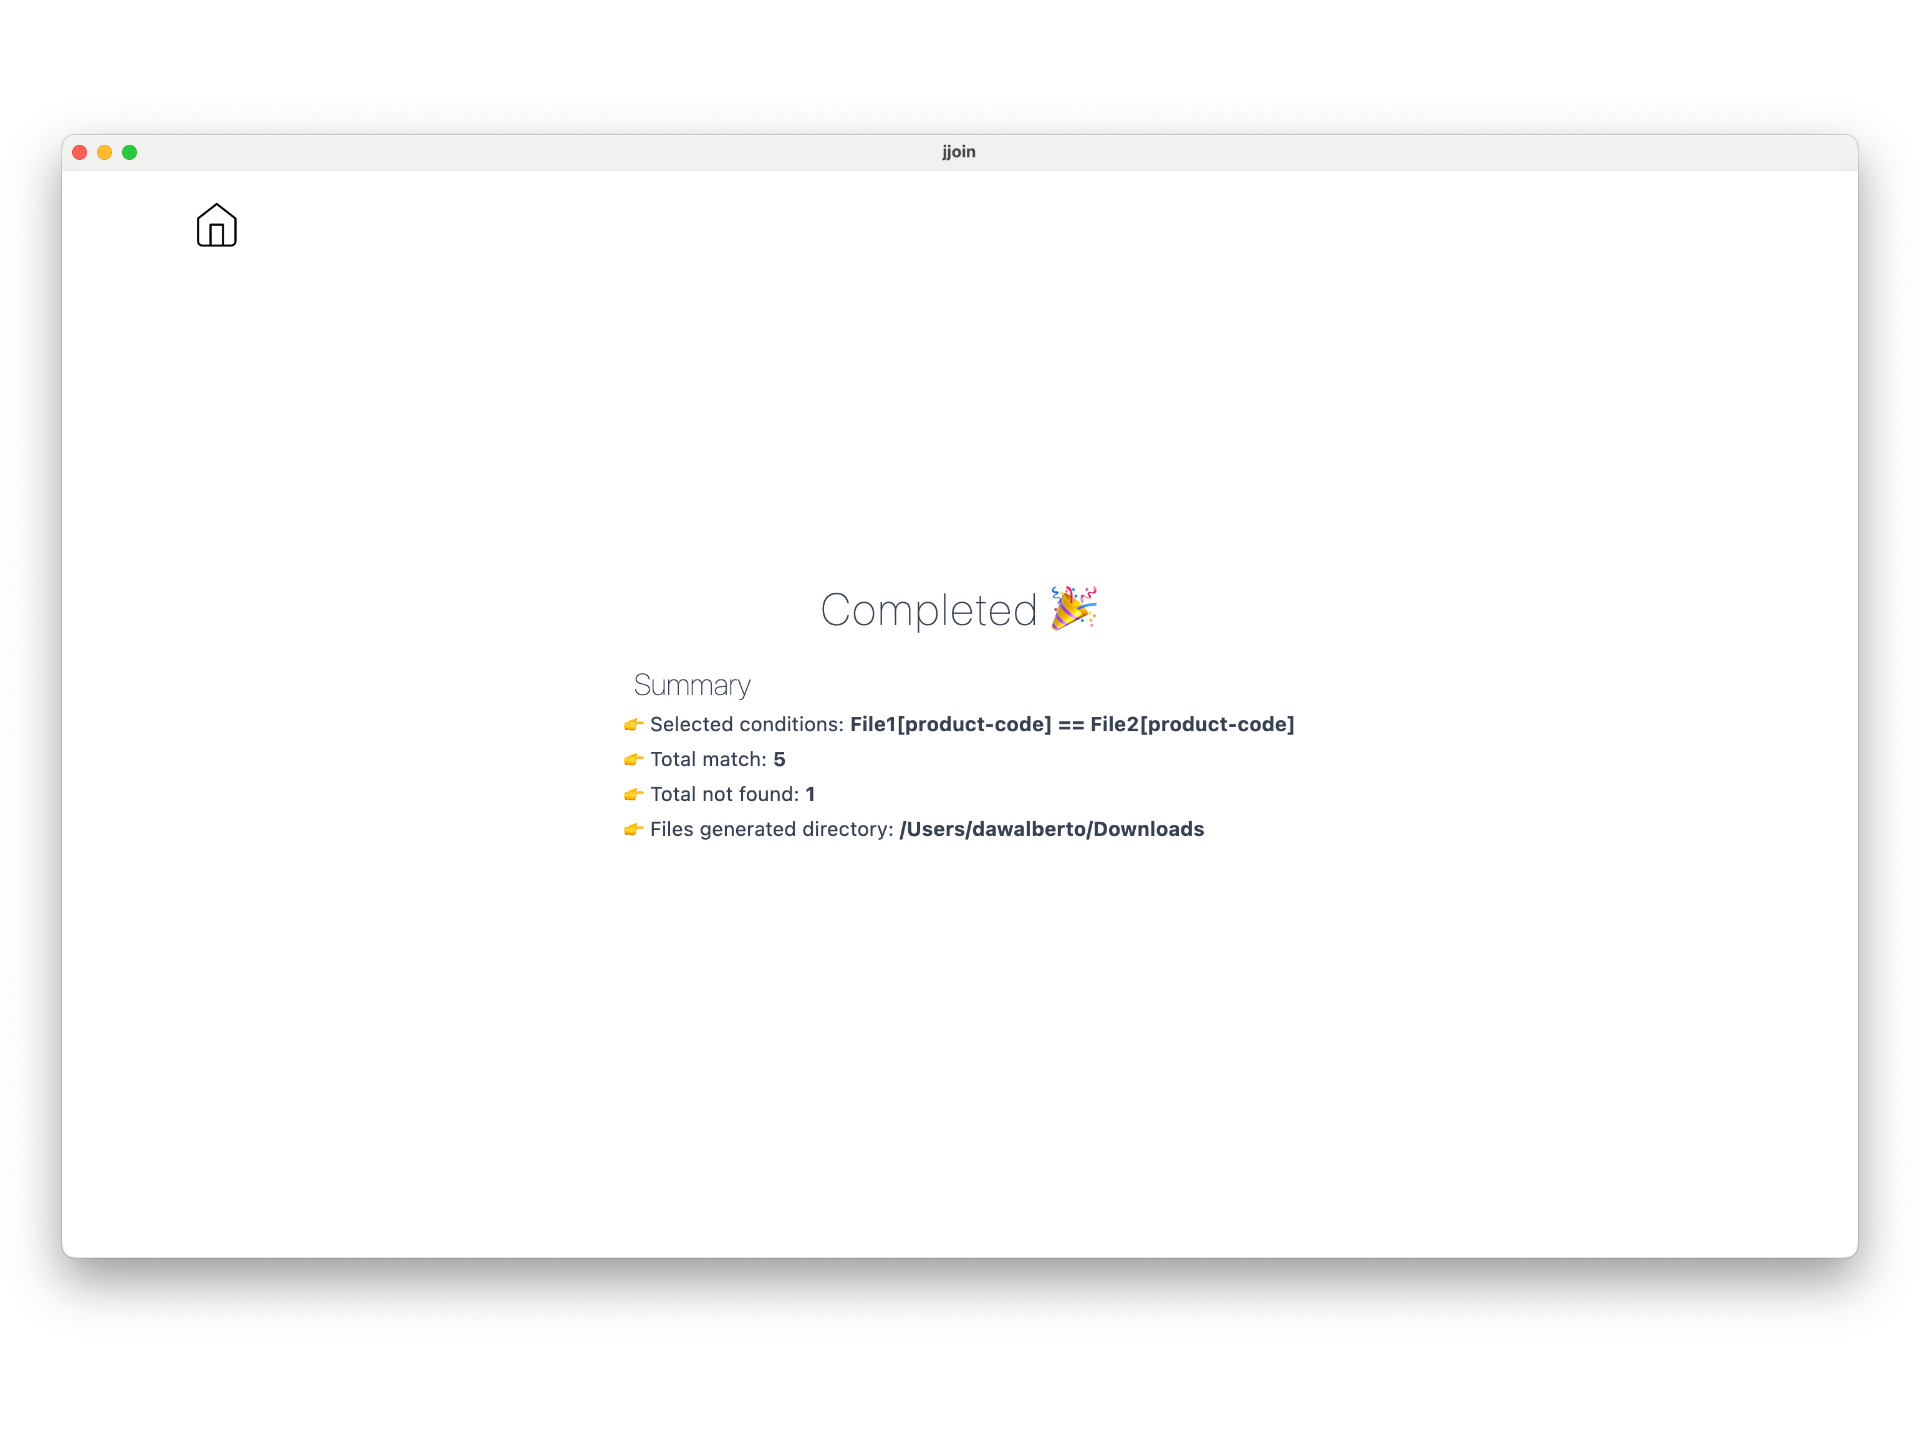 jjoin
Completed 🎉
Summary
👉 Selected conditions: File1[product-code] == File2[product-code]
👉 Total match: 5
👉 Total not found: 1
👉 Files generated directory: /Users/dawalberto/Downloads